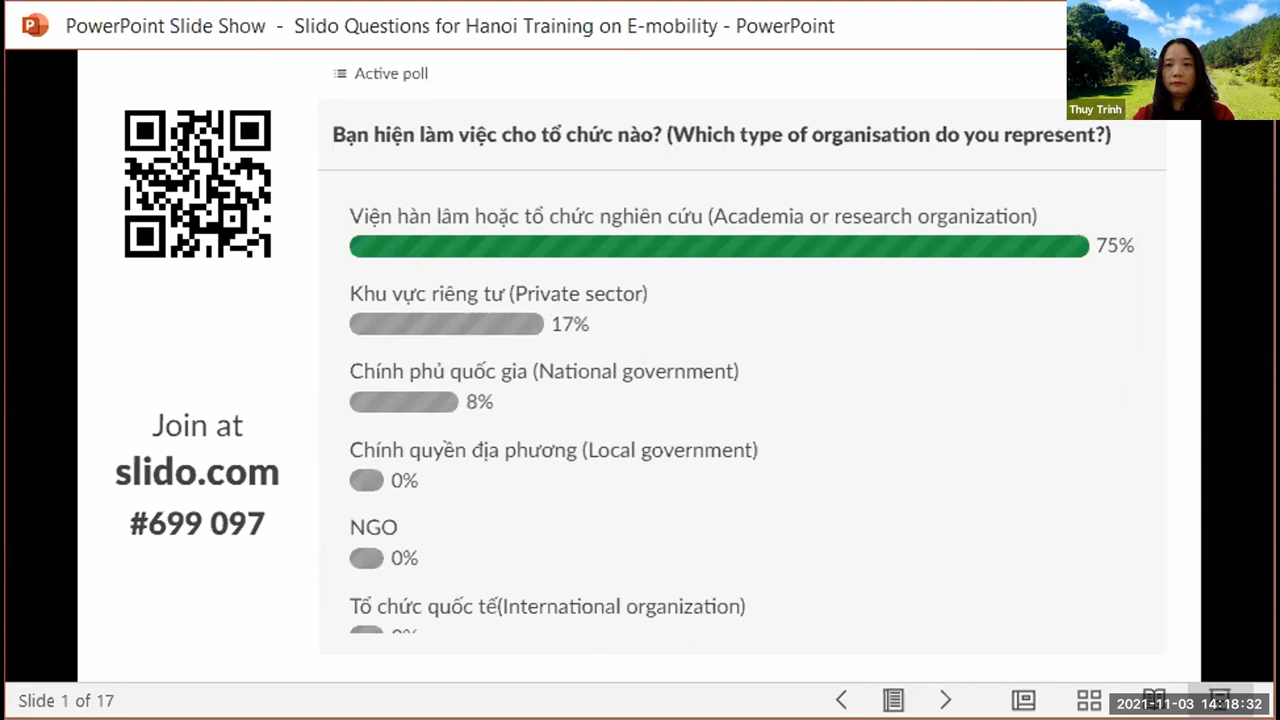 PowerPoint Slide Show - Slido Questions for Hanoi Training on E-mobility - PowerPoint
Thuy Trinh
Active poll
Bạn hiện làm việc cho tổ chức nào? (Which type of organisation do you represent?)
Viện hàn lâm hoặc tổ chức nghiên cứu (Academia or research organization)
75%
Khu vực riêng tư (Private sector)
17%
Chính phủ quốc gia (National government)
8%
Chính quyền địa phương (Local government)
0%
NGO
0%
Tổ chức quốc tế(International organization)
Join at
slido.com
#699 097
Slide 1 of 17
2021-11-03 14:18:32